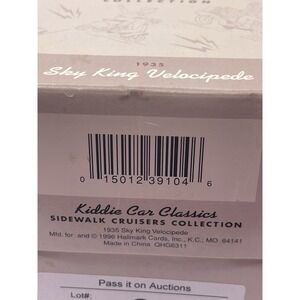 COLLECTION
1935
Sky King Velocipede
0 15012 39104 6
Kiddie Car Classics
SIDEWALK CRUISERS COLLECTION
1935 Sky King Velocipede
Mfd. for and © 1996 Hallmark Cards, Inc., K.C., MO 64141
Made in China QHG6311
Pass it on Auctions
Lot#: